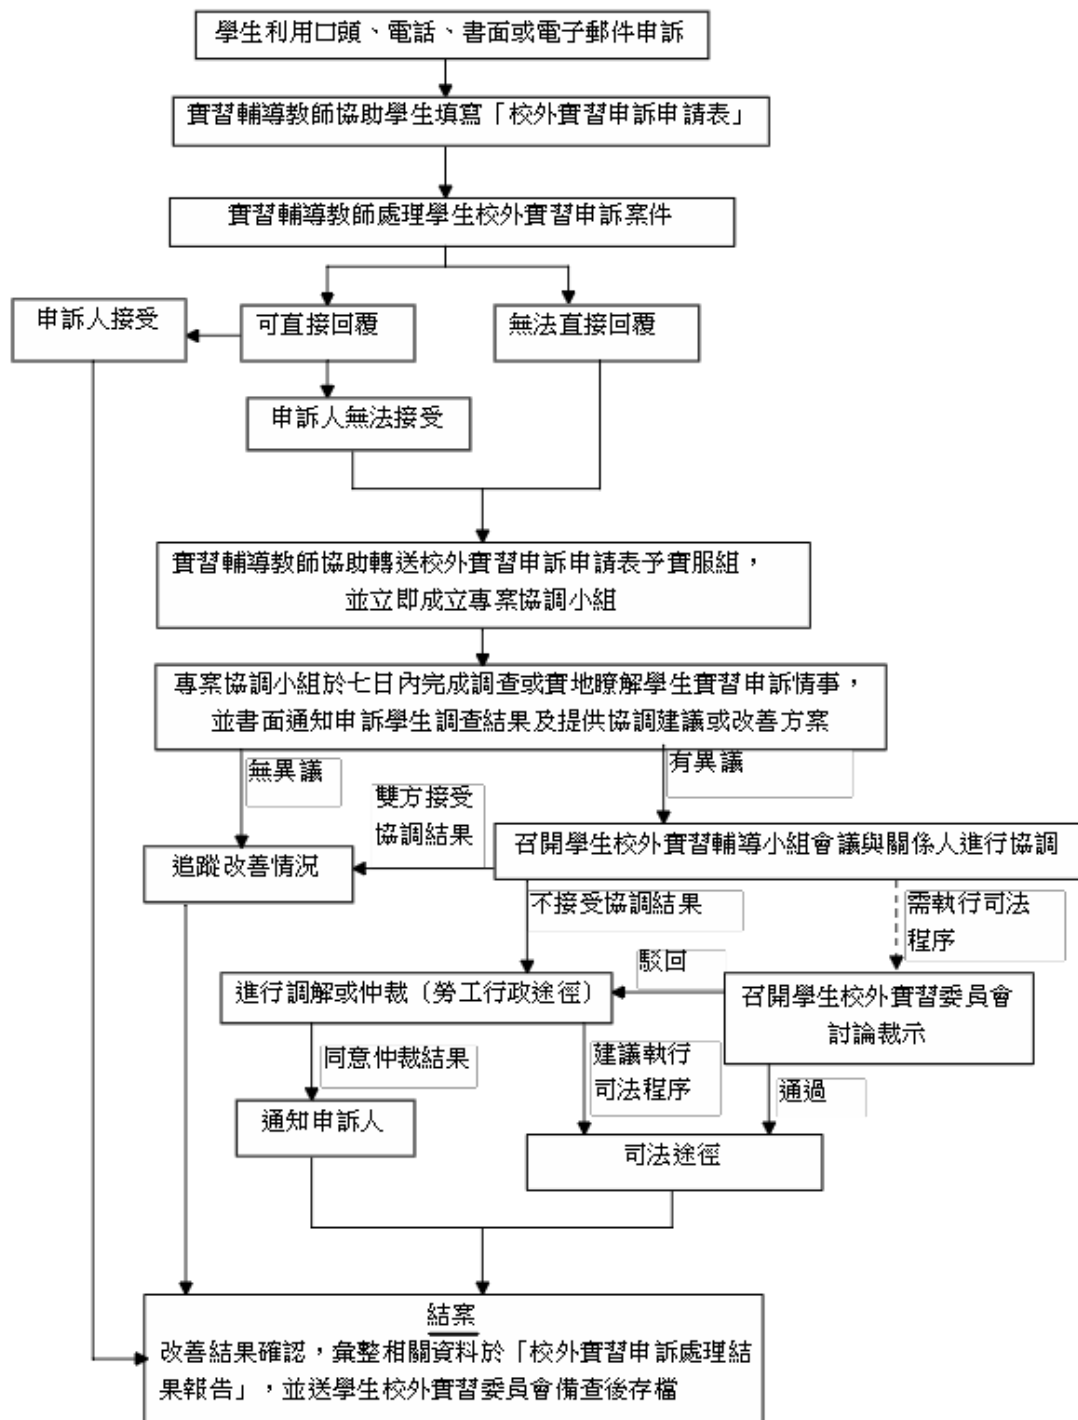 學生利用口頭、電話、書面或電子郵件申訴
實習輔導教師協助學生填寫「校外實習申訴申請表」
實習輔導教師處理學生校外實習申訴案件
申訴人接受
可直接回覆
無法直接回覆
申訴人無法接受
實習輔導教師協助轉送校外實習申訴申請表予實服組，
並立即成立專案協調小組
專案協調小組於七日內完成調查或實地瞭解學生實習申訴情事，
並書面通知申訴學生調查結果及提供協調建議或改善方案
無異議
有異議
雙方接受
協調結果
召開學生校外實習輔導小組會議與關係人進行協調
追蹤改善情況
不接受協調結果
需執行司法
程序
駁回
進行調解或仲裁〔勞工行政途徑〕
召開學生校外實習委員會
討論裁示
同意仲裁結果
建議執行
司法程序
通過
通知申訴人
司法途徑
結案
改善結果確認，彙整相關資料於「校外實習申訴處理結
果報告」，並送學生校外實習委員會備查後存檔